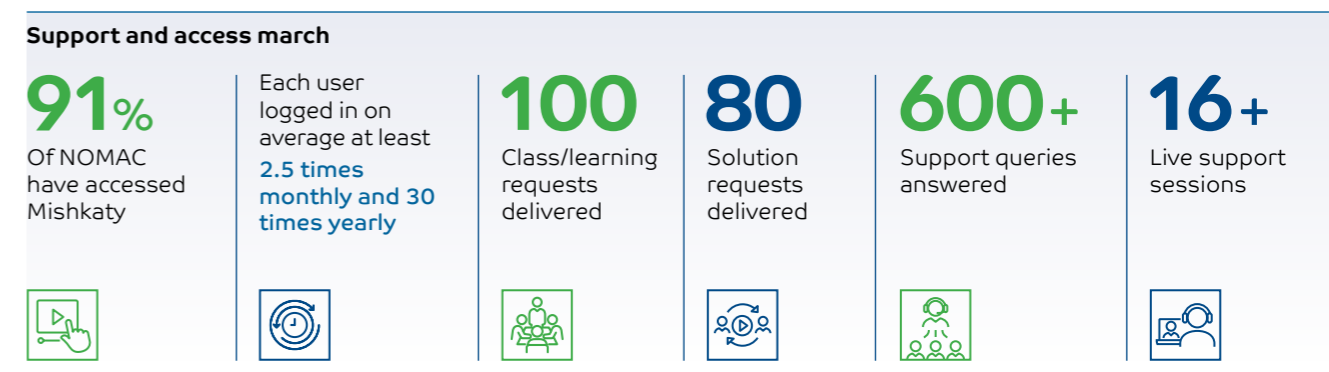 Support and access march
91%
Of NOMAC
have accessed
Mishkaty
Each user
logged in on
average at least
2.5 times
monthly and 30
times yearly
100
Class/learning
requests
delivered
80
Solution
requests
delivered
600+
Support queries
answered
16+
Live support
sessions